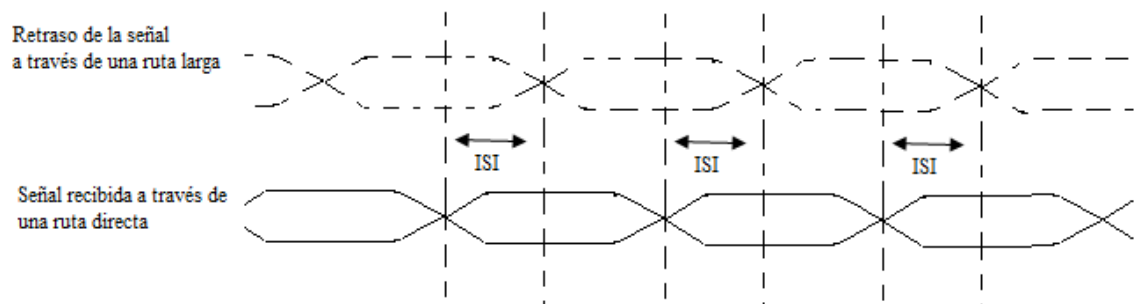 Retraso de la señal
a través de una ruta larga
ISI
ISI
ISI
Señal recibida a través de
una ruta directa